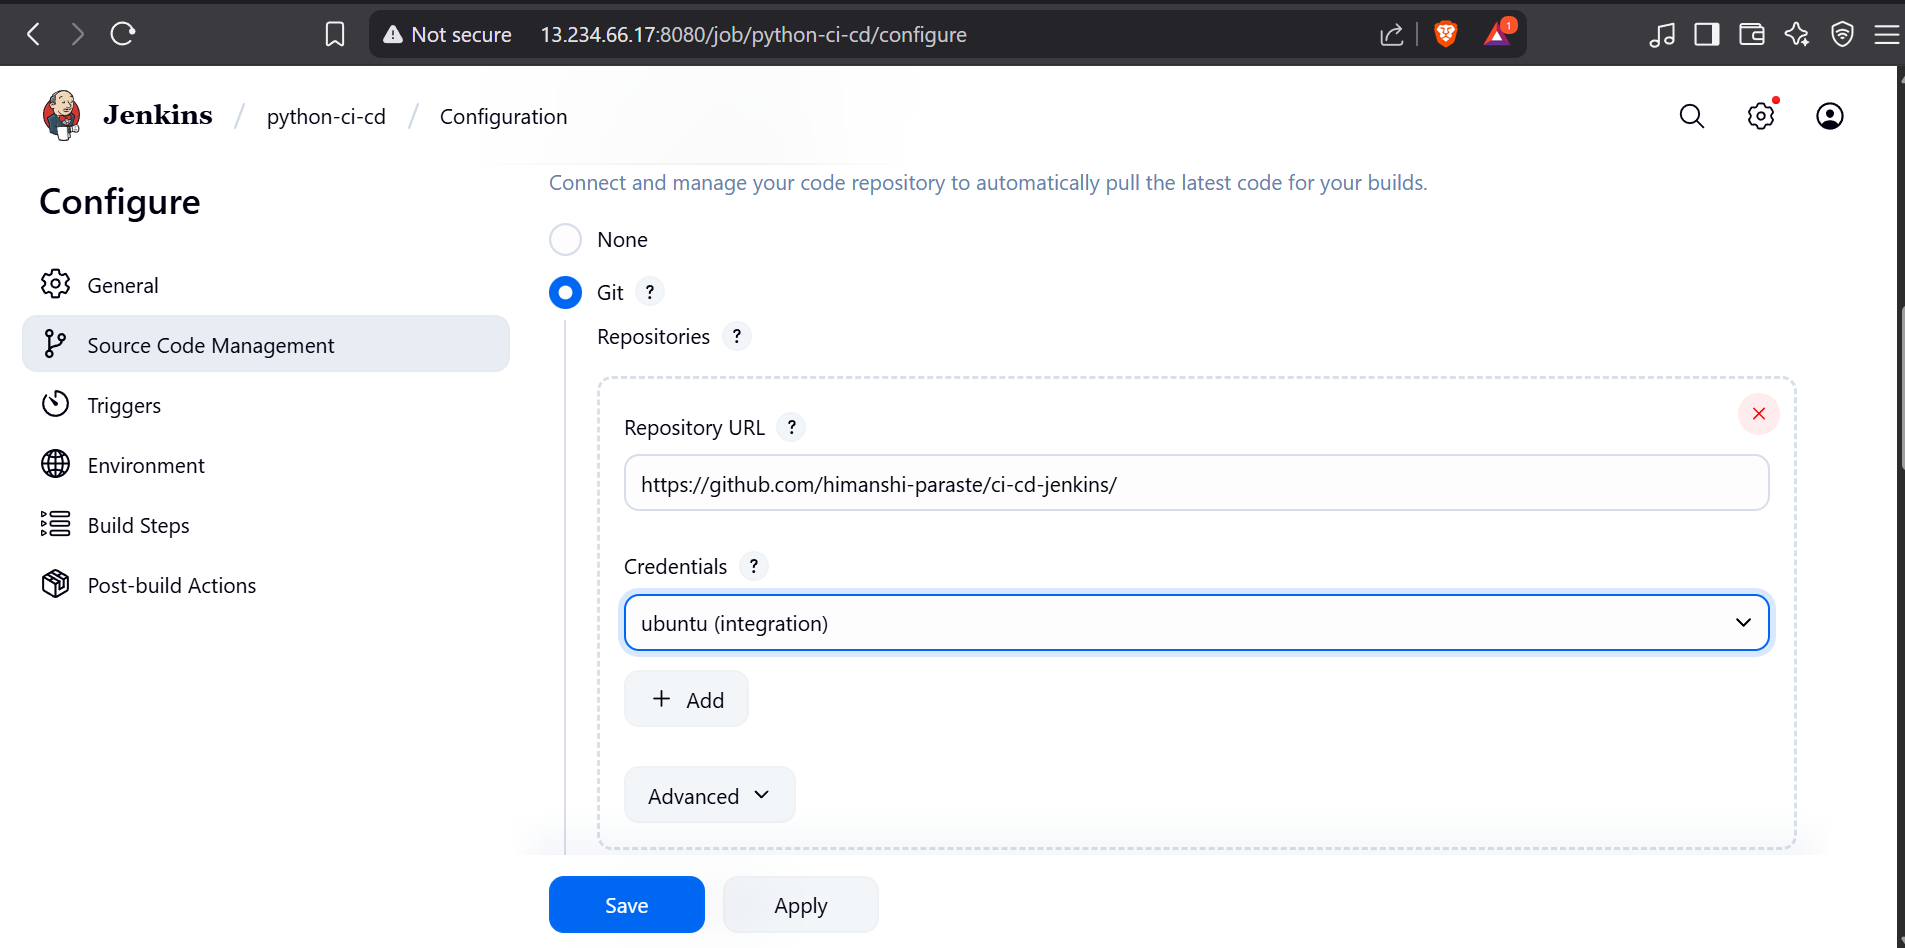 Not secure 13.234.66.17:8080/job/python-ci-cd/configure 1
Jenkins / python-ci-cd / Configuration
Configure
General
Source Code Management
Triggers
Environment
Build Steps
Post-build Actions
Connect and manage your code repository to automatically pull the latest code for your builds.
None
Git ?
Repositories ?
Repository URL ?
https://github.com/himanshi-paraste/ci-cd-jenkins/
Credentials ?
ubuntu (integration)
+ Add
Advanced
Save Apply